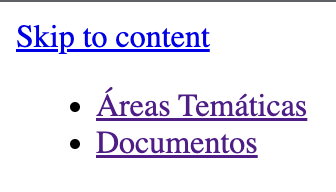 Skip to content
Áreas Temáticas
Documentos